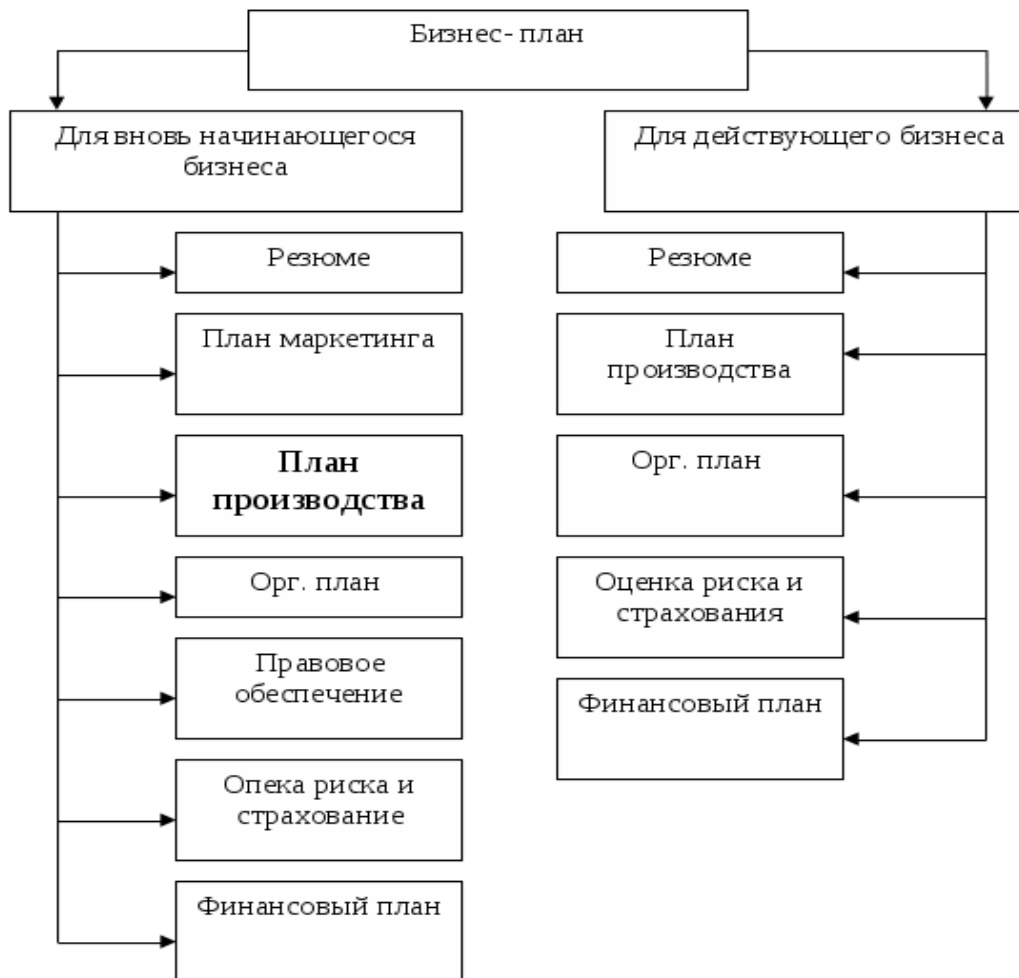 Бизнес- план
Для вновь начинающегося
бизнеса
Для действующего бизнеса
Резюме
План маркетинга
План
производства
Орг. план
Правовое
обеспечение
Опека риска и
страхование
Финансовый план
Резюме
План
производства
Орг. план
Оценка риска и
страхования
Финансовый план